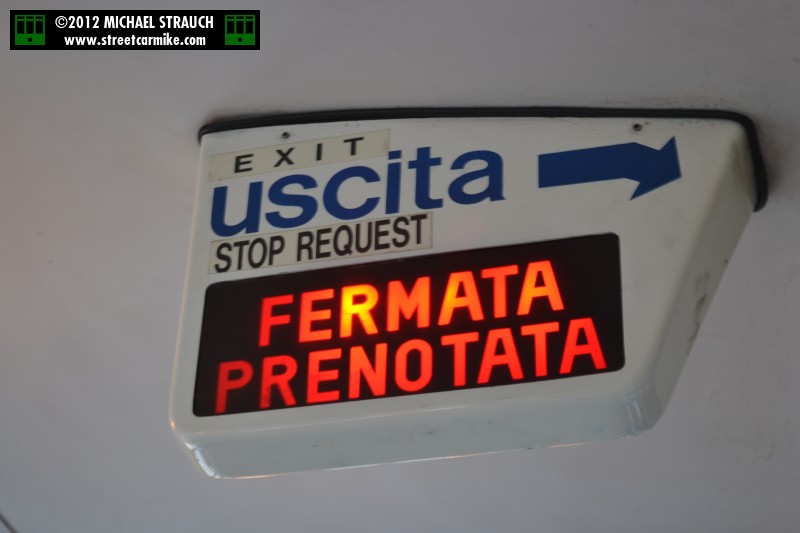 ©2012 MICHAEL STRAUCH
www.streetcarmike.com
EXIT
uscita
STOP REQUEST
FERMATA
PRENOTATA